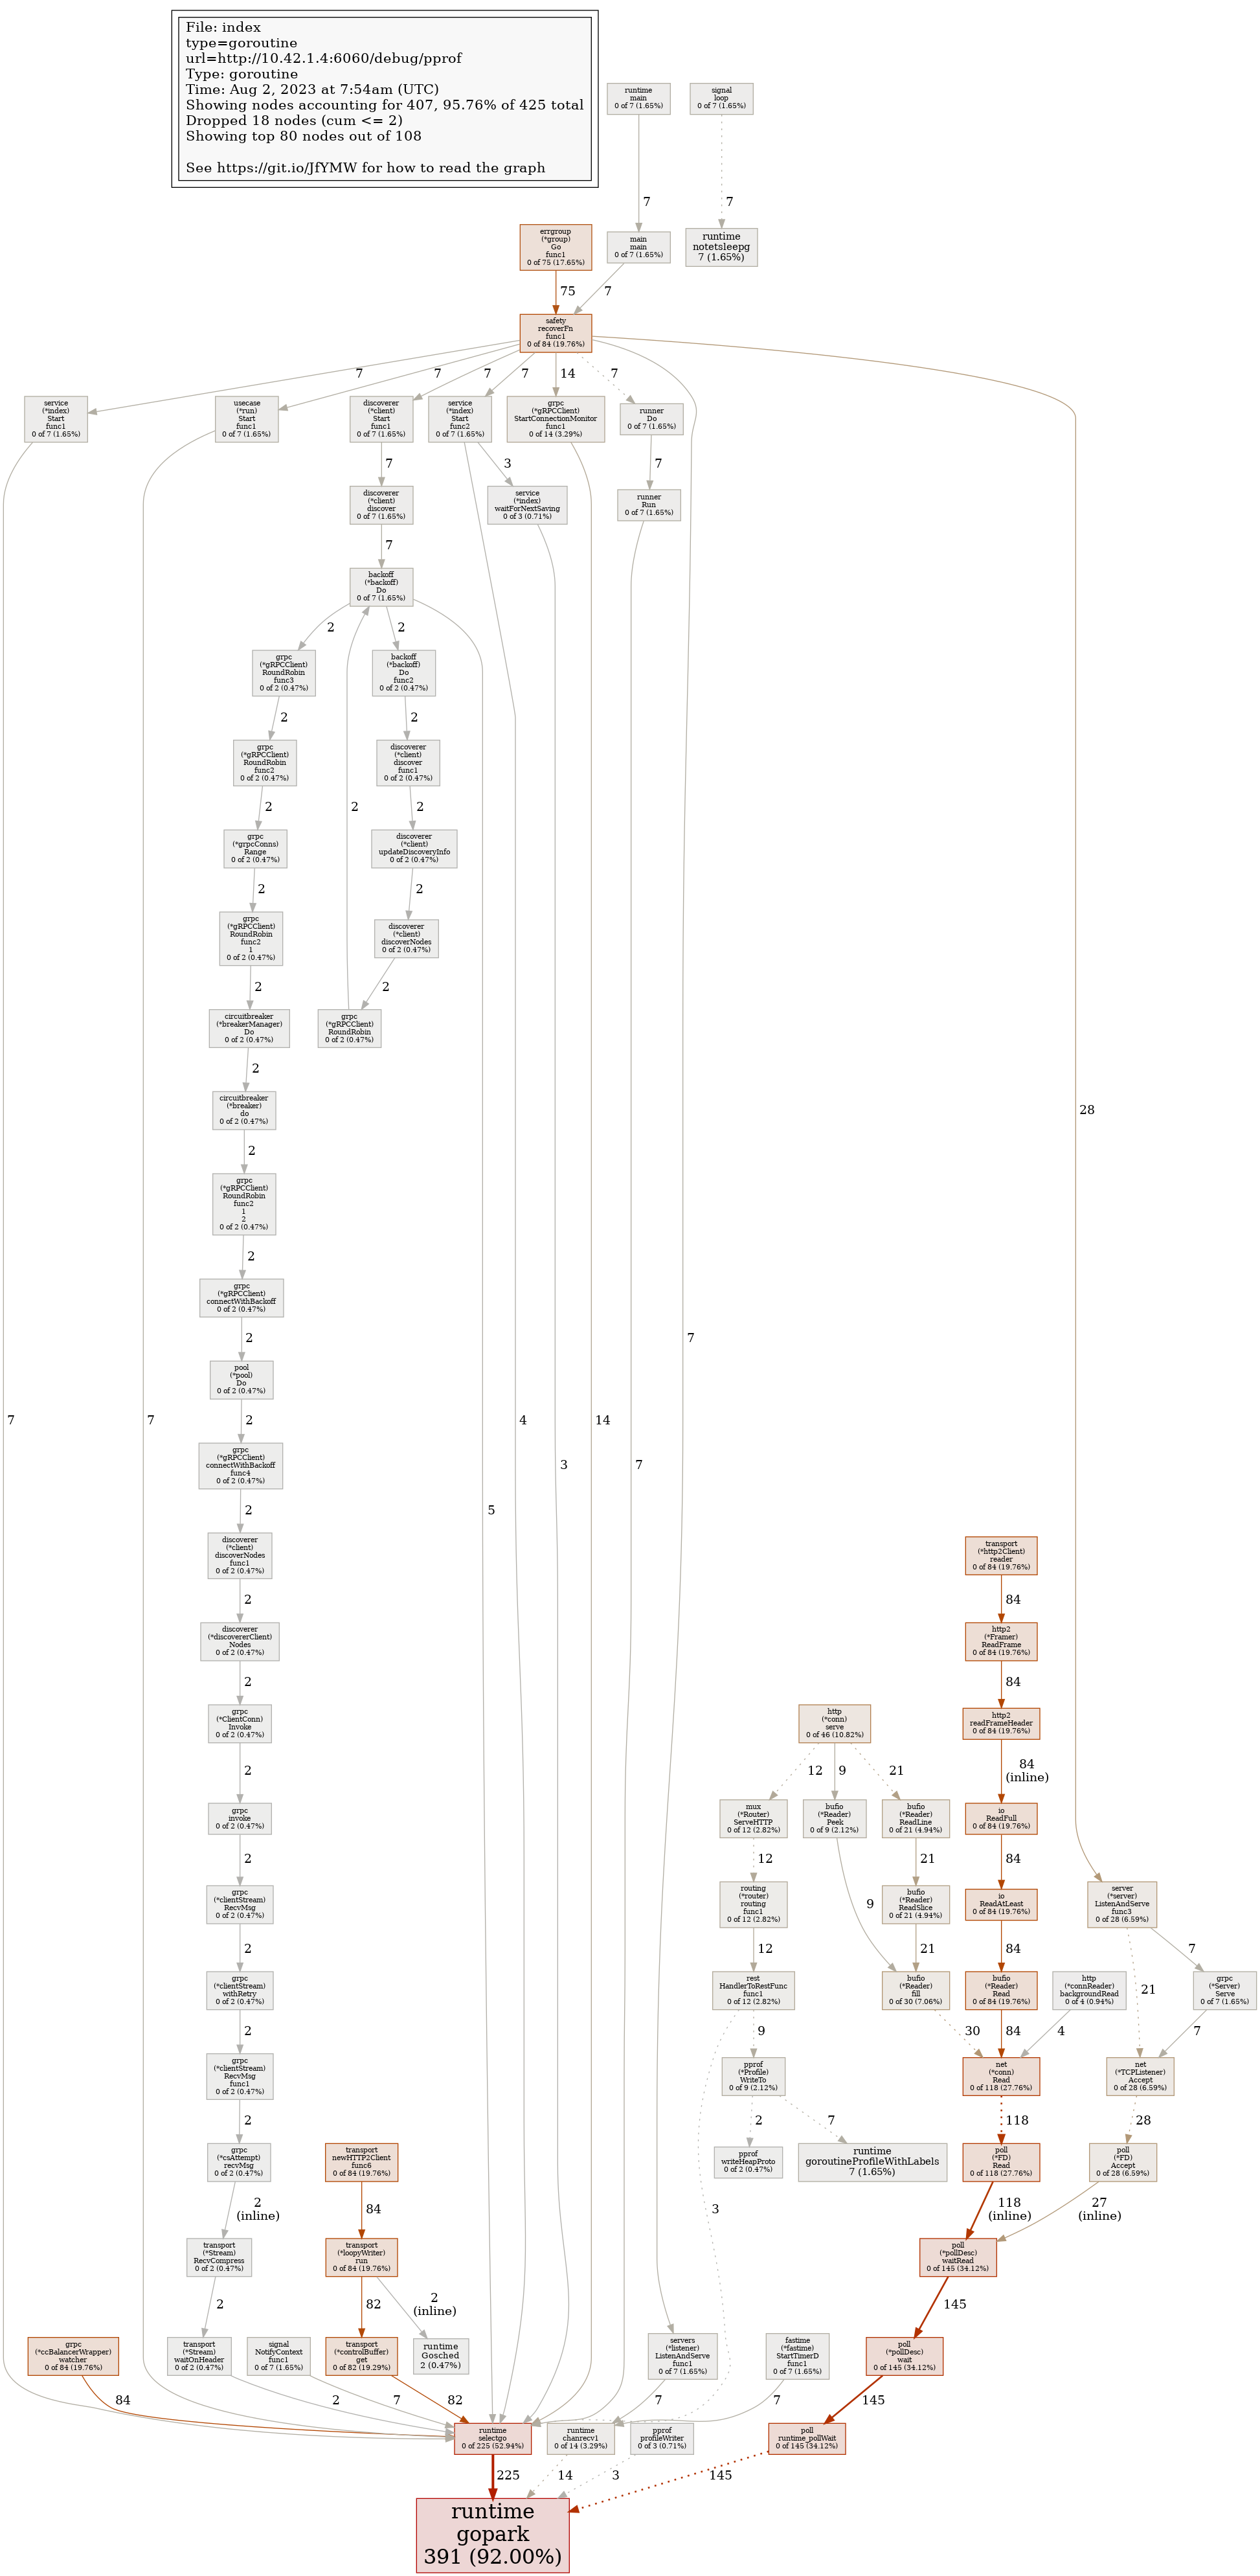 File: index
type=goroutine
url=http://10.42.1.4:6060/debug/pprof
Type: goroutine
Time: Aug 2, 2023 at 7:54am (UTC)
Showing nodes accounting for 407, 95.76% of 425 total
Dropped 18 nodes (cum <= 2)
Showing top 80 nodes out of 108
See https://git.io/JfYMW for how to read the graph
runtime
main
0 of 7 (1.65%)
signal
loop
0 of 7 (1.65%)
7
7
errgroup
(*group)
Go
func1
0 of 75 (17.65%)
main
main
0 of 7 (1.65%)
runtime
notetsleepg
7 (1.65%)
75
7
safety
recoverFn
func1
0 of 84 (19.76%)
7
7
7
7
14
7
service
(*index)
Start
func1
0 of 7 (1.65%)
usecase
(*run)
Start
func1
0 of 7 (1.65%)
discoverer
(*client)
Start
func1
0 of 7 (1.65%)
service
(*index)
Start
func2
0 of 7 (1.65%)
grpc
(*gRPCClient)
StartConnectionMonitor
func1
0 of 14 (3.29%)
runner
Do
0 of 7 (1.65%)
7
3
7
discoverer
(*client)
discover
0 of 7 (1.65%)
service
(*index)
waitForNextSaving
0 of 3 (0.71%)
runner
Run
0 of 7 (1.65%)
7
backoff
(*backoff)
Do
0 of 7 (1.65%)
2
2
grpc
(*gRPCClient)
RoundRobin
func3
0 of 2 (0.47%)
backoff
(*backoff)
Do
func2
0 of 2 (0.47%)
2
2
grpc
(*gRPCClient)
RoundRobin
func2
0 of 2 (0.47%)
discoverer
(*client)
discover
func1
0 of 2 (0.47%)
2
2
2
grpc
(*grpcConns)
Range
0 of 2 (0.47%)
discoverer
(*client)
updateDiscoveryInfo
0 of 2 (0.47%)
2
2
grpc
(*gRPCClient)
RoundRobin
func2
1
0 of 2 (0.47%)
discoverer
(*client)
discoverNodes
0 of 2 (0.47%)
2
2
circuitbreaker
(*breakerManager)
Do
0 of 2 (0.47%)
grpc
(*gRPCClient)
RoundRobin
0 of 2 (0.47%)
2
circuitbreaker
(*breaker)
do
0 of 2 (0.47%)
28
2
grpc
(*gRPCClient)
RoundRobin
func2
1
2
0 of 2 (0.47%)
2
grpc
(*gRPCClient)
connectWithBackoff
0 of 2 (0.47%)
2
7
pool
(*pool)
Do
0 of 2 (0.47%)
7
7
2
4
14
grpc
(*gRPCClient)
connectWithBackoff
func4
0 of 2 (0.47%)
3
7
2
5
discoverer
(*client)
discoverNodes
func1
0 of 2 (0.47%)
transport
(*http2Client)
reader
0 of 84 (19.76%)
2
84
discoverer
(*discovererClient)
Nodes
0 of 2 (0.47%)
http2
(*Framer)
ReadFrame
0 of 84 (19.76%)
2
84
grpc
(*ClientConn)
Invoke
0 of 2 (0.47%)
http
(*conn)
serve
0 of 46 (10.82%)
http2
readFrameHeader
0 of 84 (19.76%)
2
12
9
21
84
(inline)
grpc
invoke
0 of 2 (0.47%)
mux
(*Router)
ServeHTTP
0 of 12 (2.82%)
bufio
(*Reader)
Peek
0 of 9 (2.12%)
bufio
(*Reader)
ReadLine
0 of 21 (4.94%)
io
ReadFull
0 of 84 (19.76%)
2
12
21
84
grpc
(*clientStream)
RecvMsg
0 of 2 (0.47%)
routing
(*router)
routing
func1
0 of 12 (2.82%)
9
bufio
(*Reader)
ReadSlice
0 of 21 (4.94%)
io
ReadAtLeast
0 of 84 (19.76%)
server
(*server)
ListenAndServe
func3
0 of 28 (6.59%)
2
12
21
84
7
grpc
(*clientStream)
withRetry
0 of 2 (0.47%)
rest
HandlerToRestFunc
func1
0 of 12 (2.82%)
bufio
(*Reader)
fill
0 of 30 (7.06%)
bufio
(*Reader)
Read
0 of 84 (19.76%)
http
(*connReader)
backgroundRead
0 of 4 (0.94%)
21
grpc
(*Server)
Serve
0 of 7 (1.65%)
2
9
30
84
4
7
grpc
(*clientStream)
RecvMsg
func1
0 of 2 (0.47%)
pprof
(*Profile)
WriteTo
0 of 9 (2.12%)
net
(*conn)
Read
0 of 118 (27.76%)
net
(*TCPListener)
Accept
0 of 28 (6.59%)
2
2
7
118
28
grpc
(*csAttempt)
recvMsg
0 of 2 (0.47%)
transport
newHTTP2Client
func6
0 of 84 (19.76%)
pprof
writeHeapProto
0 of 2 (0.47%)
runtime
goroutineProfileWithLabels
7 (1.65%)
poll
(*FD)
Read
0 of 118 (27.76%)
poll
(*FD)
Accept
0 of 28 (6.59%)
2
(inline)
84
3
118
(inline)
27
(inline)
transport
(*Stream)
RecvCompress
0 of 2 (0.47%)
transport
(*loopyWriter)
run
0 of 84 (19.76%)
poll
(*pollDesc)
waitRead
0 of 145 (34.12%)
2
82
2
(inline)
145
grpc
(*ccBalancerWrapper)
watcher
0 of 84 (19.76%)
transport
(*Stream)
waitOnHeader
0 of 2 (0.47%)
signal
NotifyContext
func1
0 of 7 (1.65%)
transport
(*controlBuffer)
get
0 of 82 (19.29%)
runtime
Gosched
2 (0.47%)
servers
(*listener)
ListenAndServe
func1
0 of 7 (1.65%)
fastime
(*fastime)
StartTimerD
func1
0 of 7 (1.65%)
poll
(*pollDesc)
wait
0 of 145 (34.12%)
84
2
7
82
7
7
145
runtime
selectgo
0 of 225 (52.94%)
runtime
chanrecv1
0 of 14 (3.29%)
pprof
profileWriter
0 of 3 (0.71%)
poll
runtime_pollWait
0 of 145 (34.12%)
225
14
3
145
runtime
gopark
391 (92.00%)